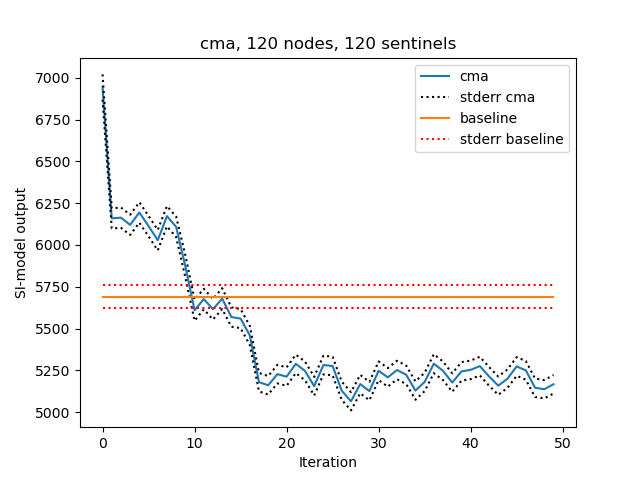 cma, 120 nodes, 120 sentinels
7000
6750
6500
6250
6000
5750
5500
5250
5000
SI-model output
cma
stderr cma
baseline
stderr baseline
0 10 20 30 40 50
Iteration